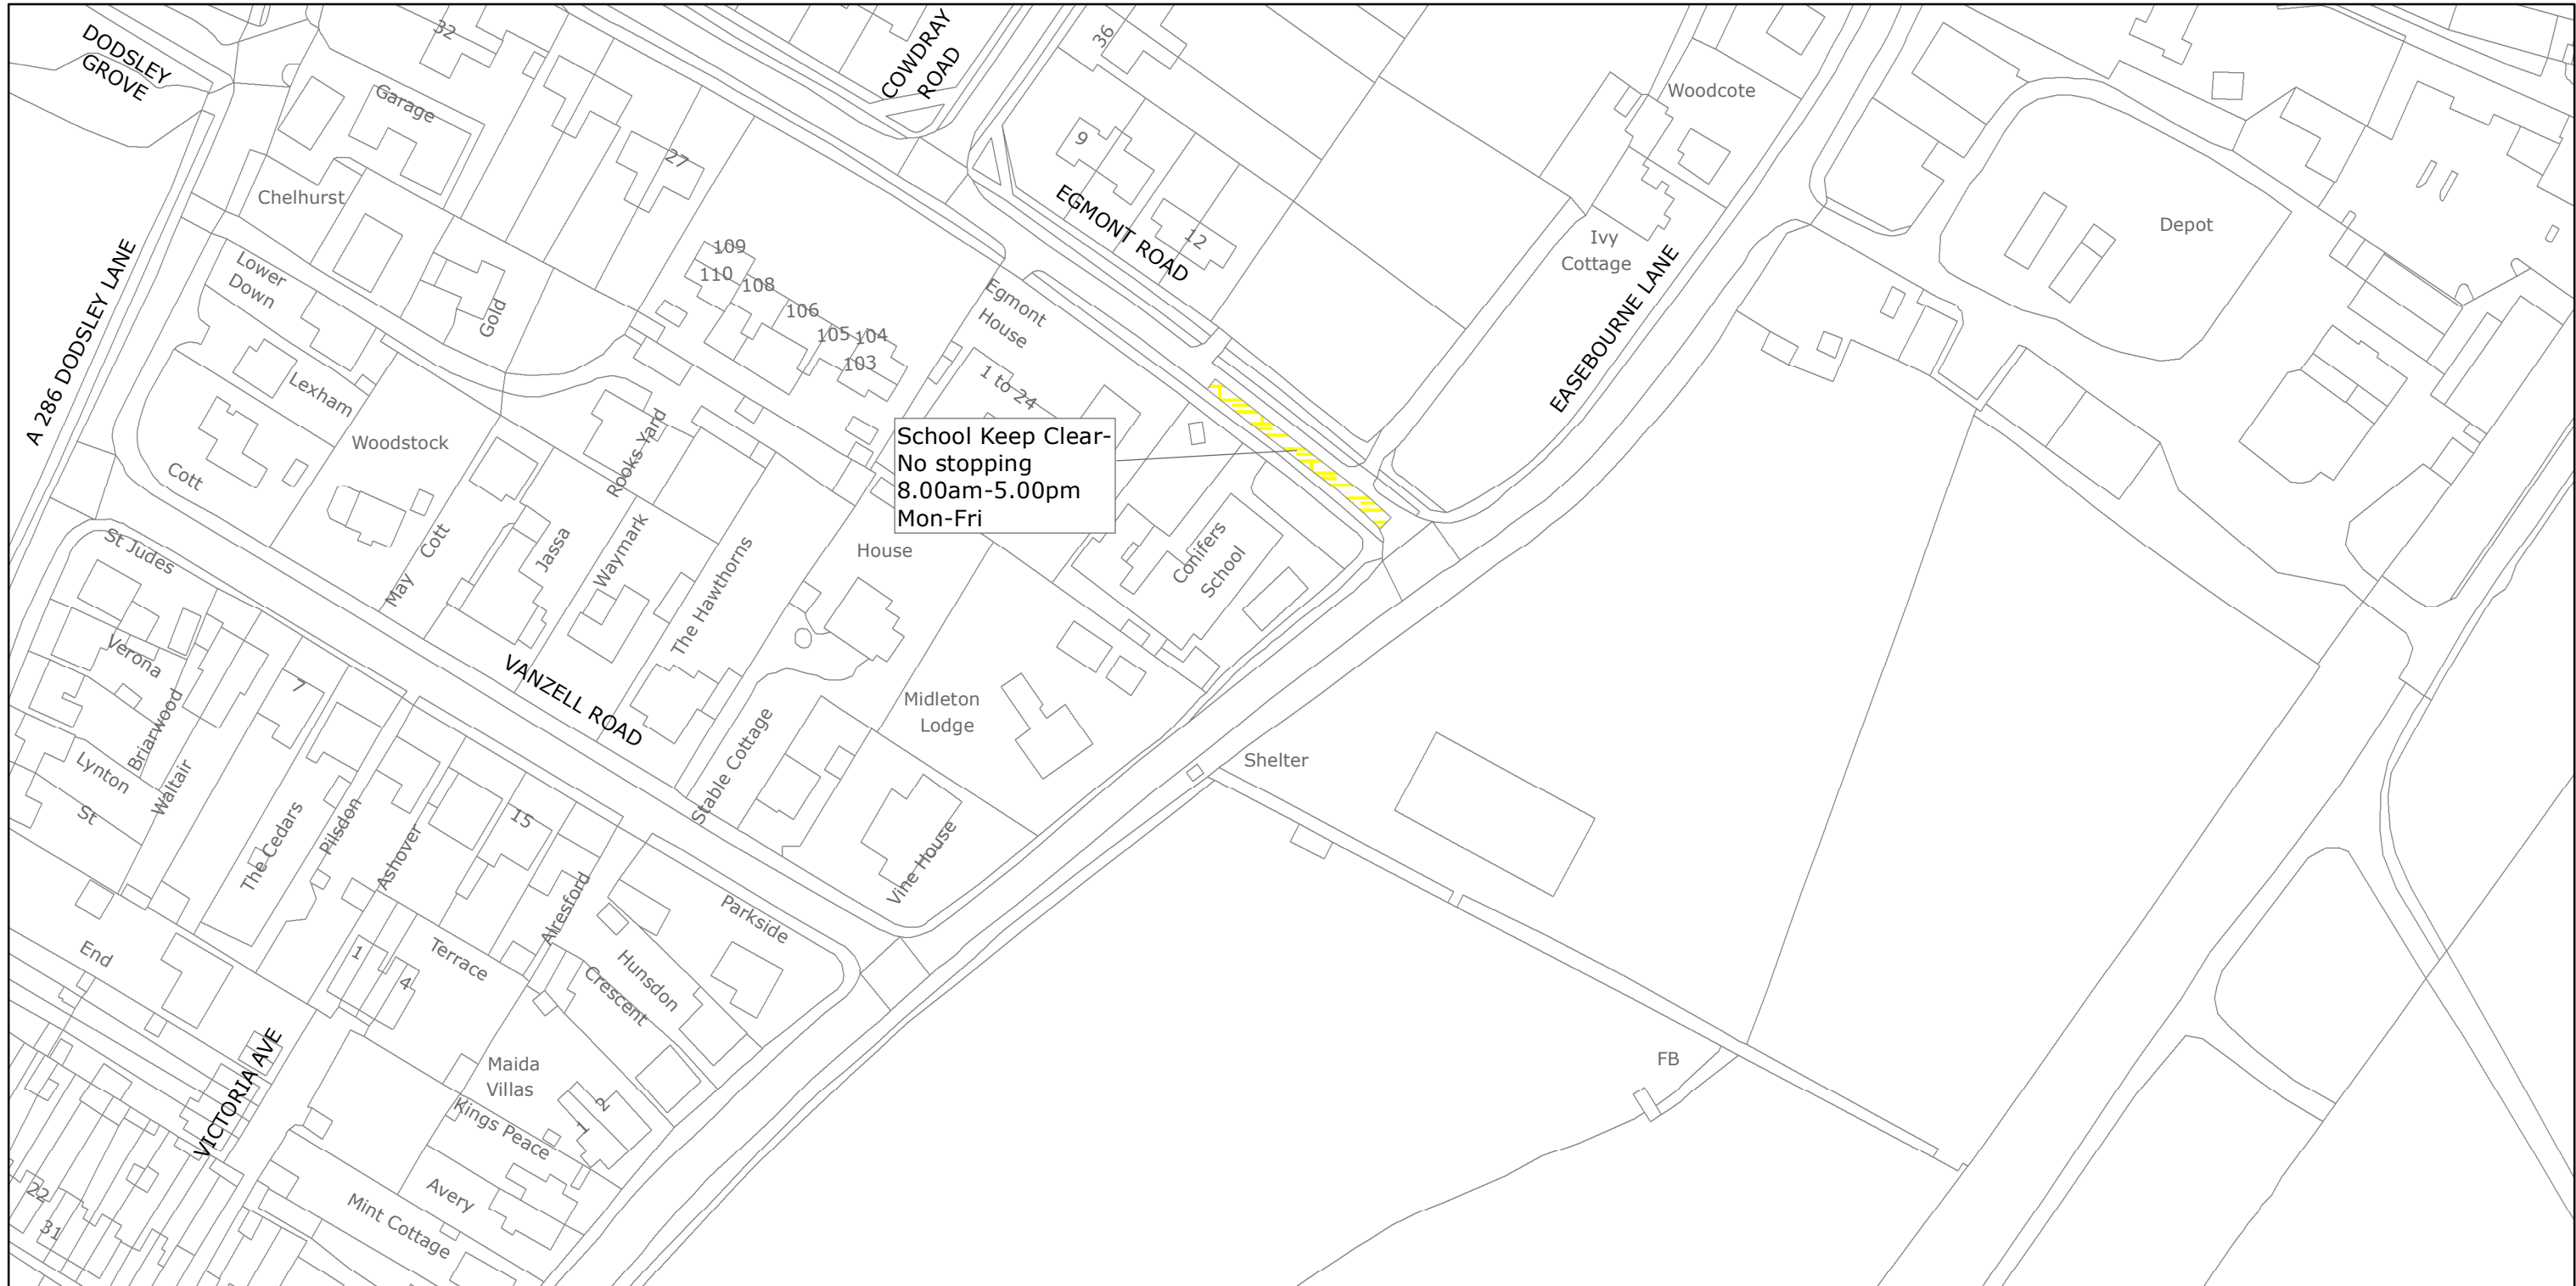 DODSLEY
GROVE
32
COWDRAY
ROAD
36
Woodcote
Garage
9
27
Chelhurst
EGMONT ROAD
12
Depot
Ivy
Cottage
109
110
108
106
105
104
103
Lower
Down
Gold
Egmont
House
A 286 DODSLEY LANE
EASEBOURNE LANE
1 to 24
Lexham
Woodstock
Rooks Yard
School Keep Clear-
No stopping
8.00am-5.00pm
Mon-Fri
Cott
St Judes
May Cott
Jassa
Waymark
The Hawthorns
House
Conifers
School
Verona
VANZELL ROAD
7
Briarwood
Midleton
Lodge
Stable Cottage
Shelter
Lynton
Waltair
St
The Cedars
Pilsdon
Ashover
15
Vine House
Alresford
Parkside
End
1
4
Terrace
Hunsdon
Crescent
VICTORIA AVE
Maida
Villas
FB
Kings Peace
1
2
22
31
Avery
Mint Cottage